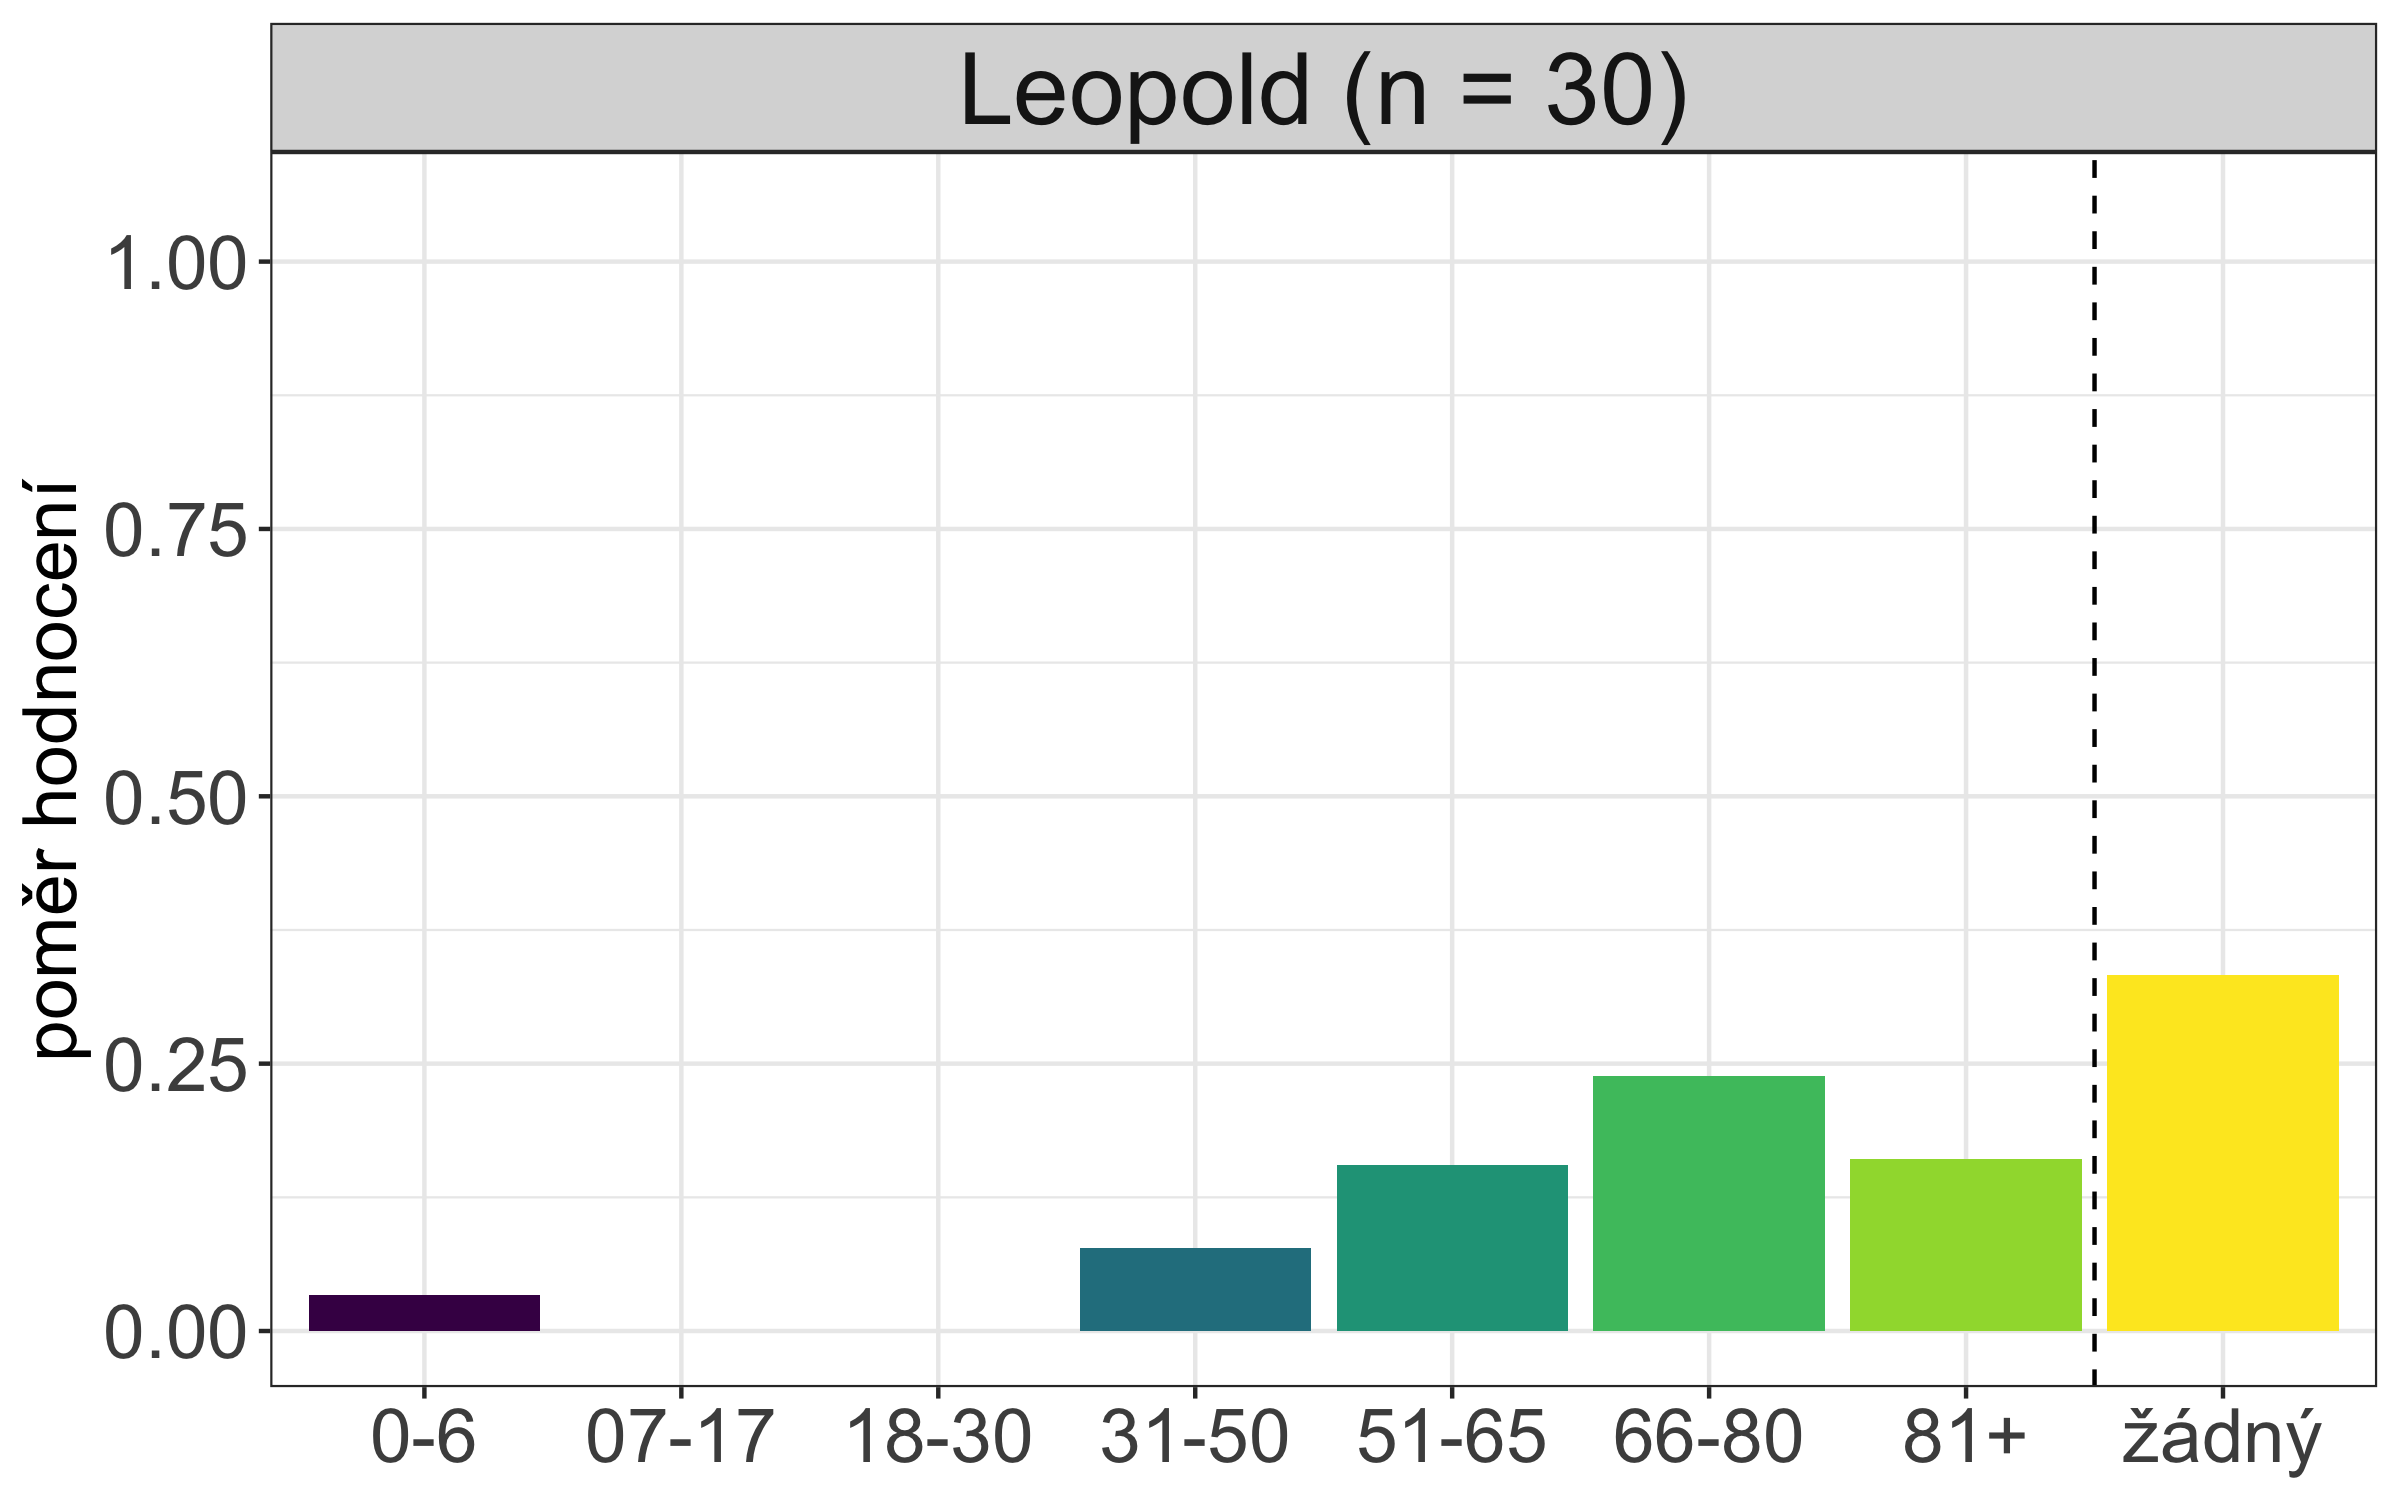 Leopold (n = 30)
poměr hodnocení
1.00
0.75
0.50
0.25
0.00
0-6 07-17 18-30 31-50 51-65 66-80 81+ žádný